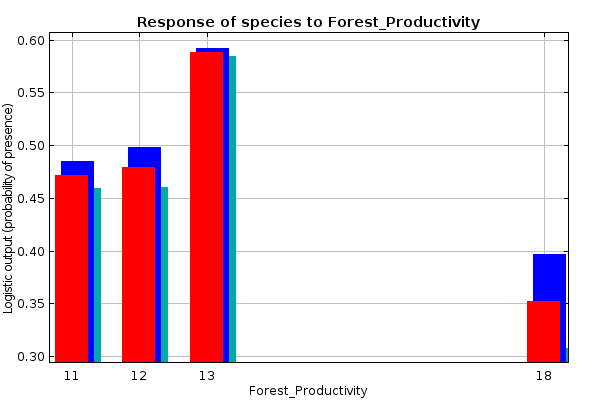 Response of species to Forest_Productivity
Logistic output (probability of presence)
0.60
0.55
0.50
0.45
0.40
0.35
0.30
11 12 13 18
Forest_Productivity